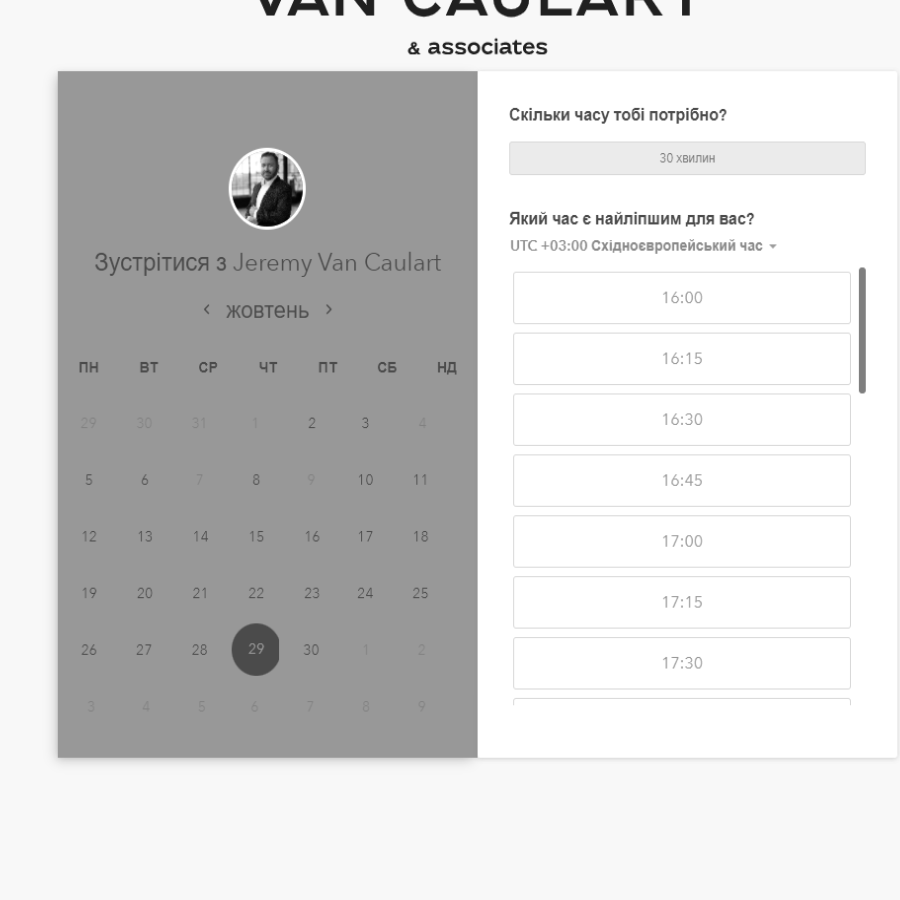 VAN CAULART
& associates
Зустрітися з Jeremy Van Caulart
‹ жовтень ›
ПН ВТ СР ЧТ ПТ СБ НД
29 30 31 1 2 3 4
5 6 7 8 9 10 11
12 13 14 15 16 17 18
19 20 21 22 23 24 25
26 27 28 29 30 1 2
3 4 5 6 7 8 9
Скільки часу тобі потрібно?
30 хвилин
Який час є найліпшим для вас?
UTC +03:00 Східноєвропейський час
16:00
16:15
16:30
16:45
17:00
17:15
17:30